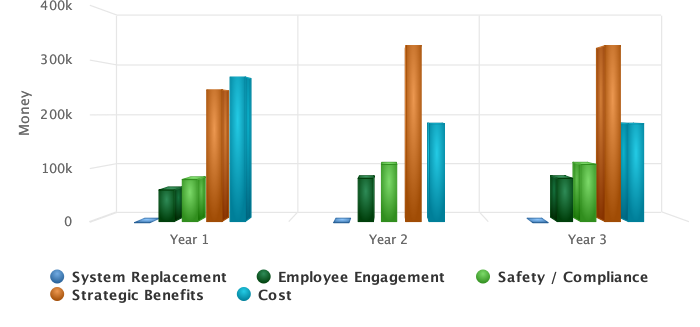 400k
300k
200k
100k
0
Money
Year 1 Year 2 Year 3
System Replacement Employee Engagement Safety / Compliance
Strategic Benefits Cost